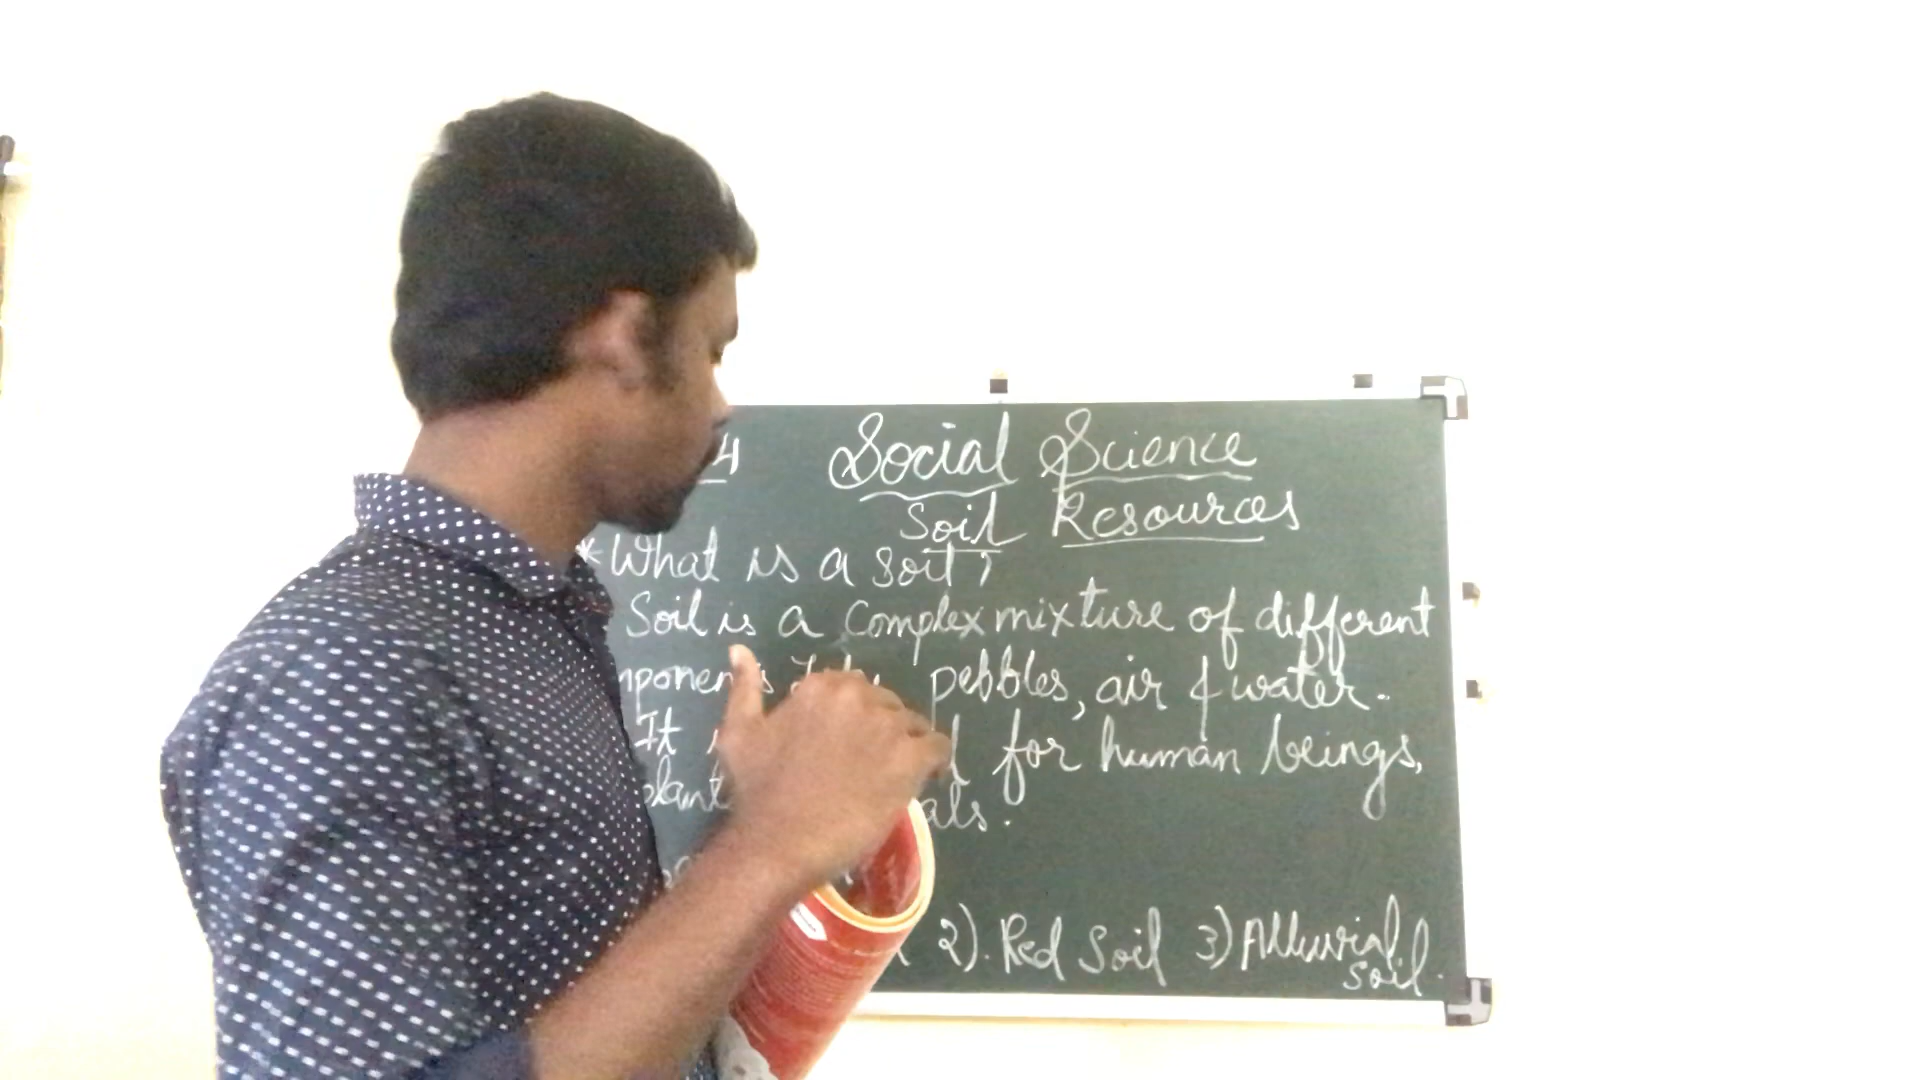 4 Social Science
Soil Resources
*What is a soil?
Soil is a complex mixture of different
pebbles, air & water.
It for human beings,
2). Red Soil 3) Alluvial
soil.